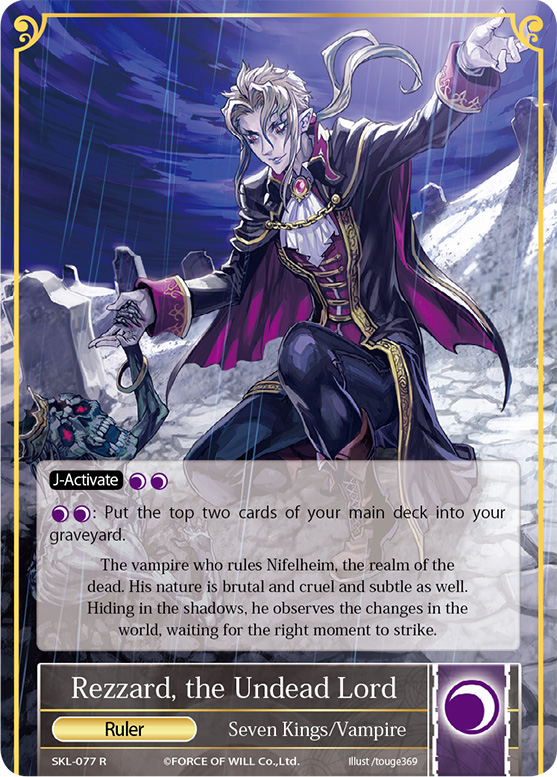 J-Activate
: Put the top two cards of your main deck into your
graveyard.
The vampire who rules Nifelheim, the realm of the
dead. His nature is brutal and cruel and subtle as well.
Hiding in the shadows, he observes the changes in the
world, waiting for the right moment to strike.
Rezzard, the Undead Lord
Ruler
Seven Kings/Vampire
SKL-077 R
©FORCE OF WILL Co.,Ltd.
Illust /touge369